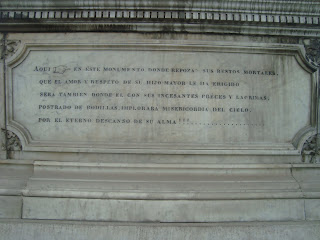 AQUI EN ESTE MONUMENTO DONDE REPOSAN SUS RESTOS MORTALES,
QUE EL AMOR Y RESPETO DE SU HIJO MAYOR LE HA ERIGIDO
SERA TAMBIEN DONDE EL CON SUS INCESANTES PRECES Y LAGRIMAS,
POSTRADO DE RODILLAS, IMPLORARA MISERICORDIA DEL CIELO,
POR EL ETERNO DESCANSO DE SU ALMA